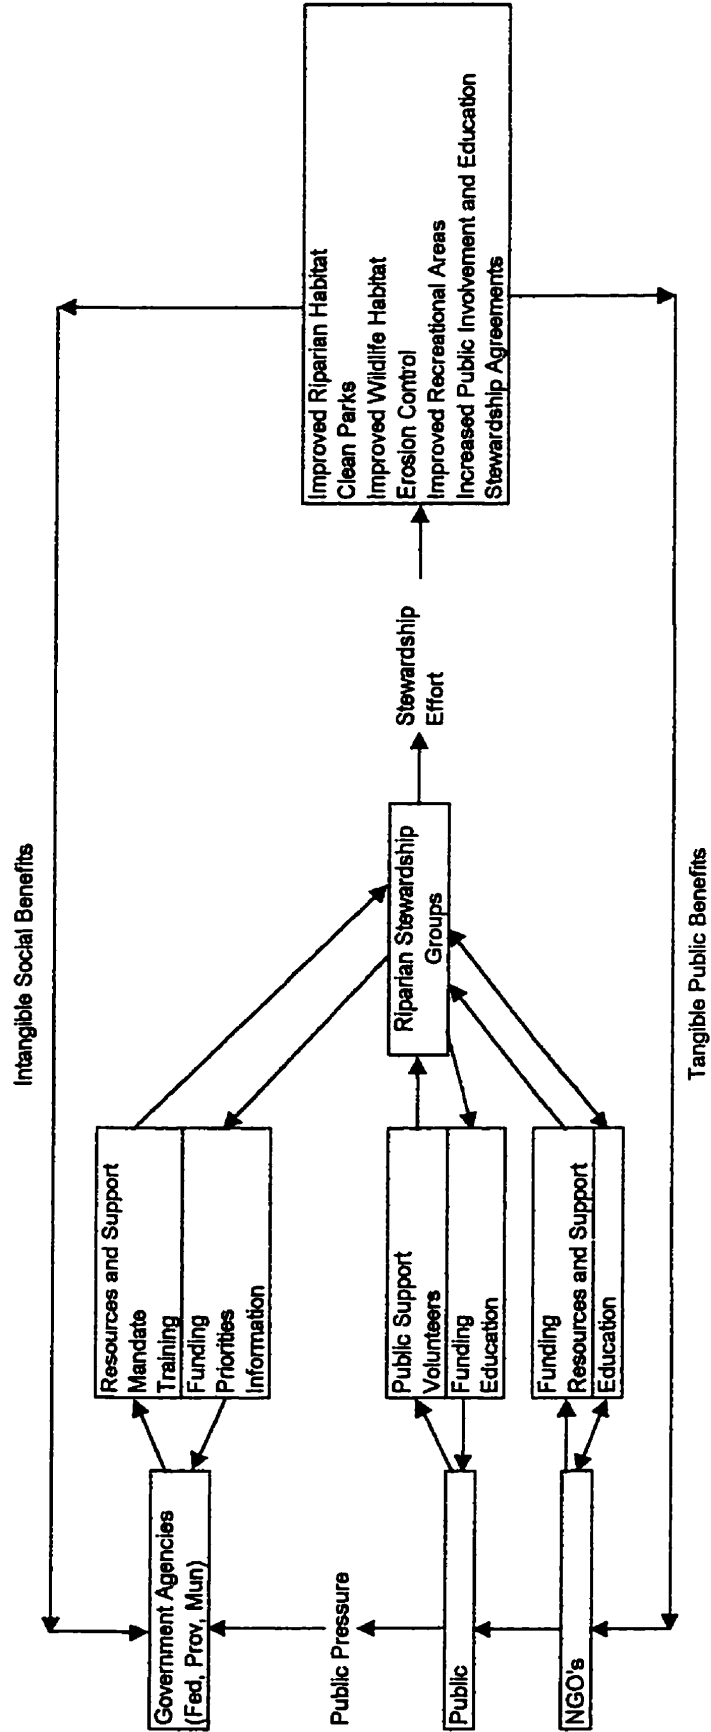 Intangible Social Benefits
Government Agencies
(Fed, Prov, Mun)
Resources and Support
Mandate
Training
Funding
Priorities
Information
Public Pressure
Public
Public Support
Volunteers
Funding
Education
NGO's
Funding
Resources and Support
Education
Riparian Stewardship
Groups
Stewardship
Effort
Improved Riparian Habitat
Clean Parks
Improved Wildlife Habitat
Erosion Control
Improved Recreational Areas
Increased Public Involvement and Education
Stewardship Agreements
Tangible Public Benefits